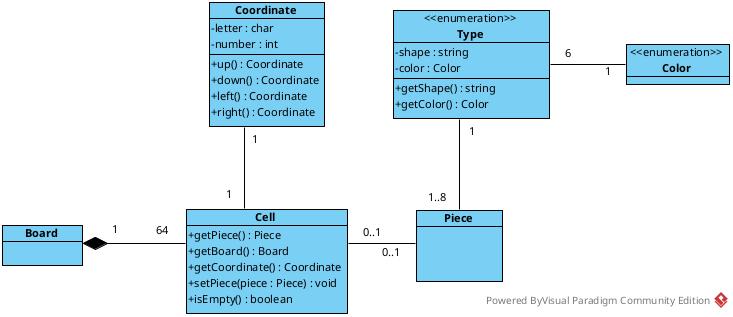 Coordinate
-letter : char
-number : int
+up() : Coordinate
+down() : Coordinate
+left() : Coordinate
+right() : Coordinate
<<enumeration>>
Type
-shape : string
-color : Color
+getShape() : string
+getColor() : Color
6
1
<<enumeration>>
Color
1
1
1
1..8
Board
1
64
Cell
+getPiece() : Piece
+getBoard() : Board
+getCoordinate() : Coordinate
+setPiece(piece : Piece) : void
+isEmpty() : boolean
0..1
0..1
Piece
Powered ByVisual Paradigm Community Edition